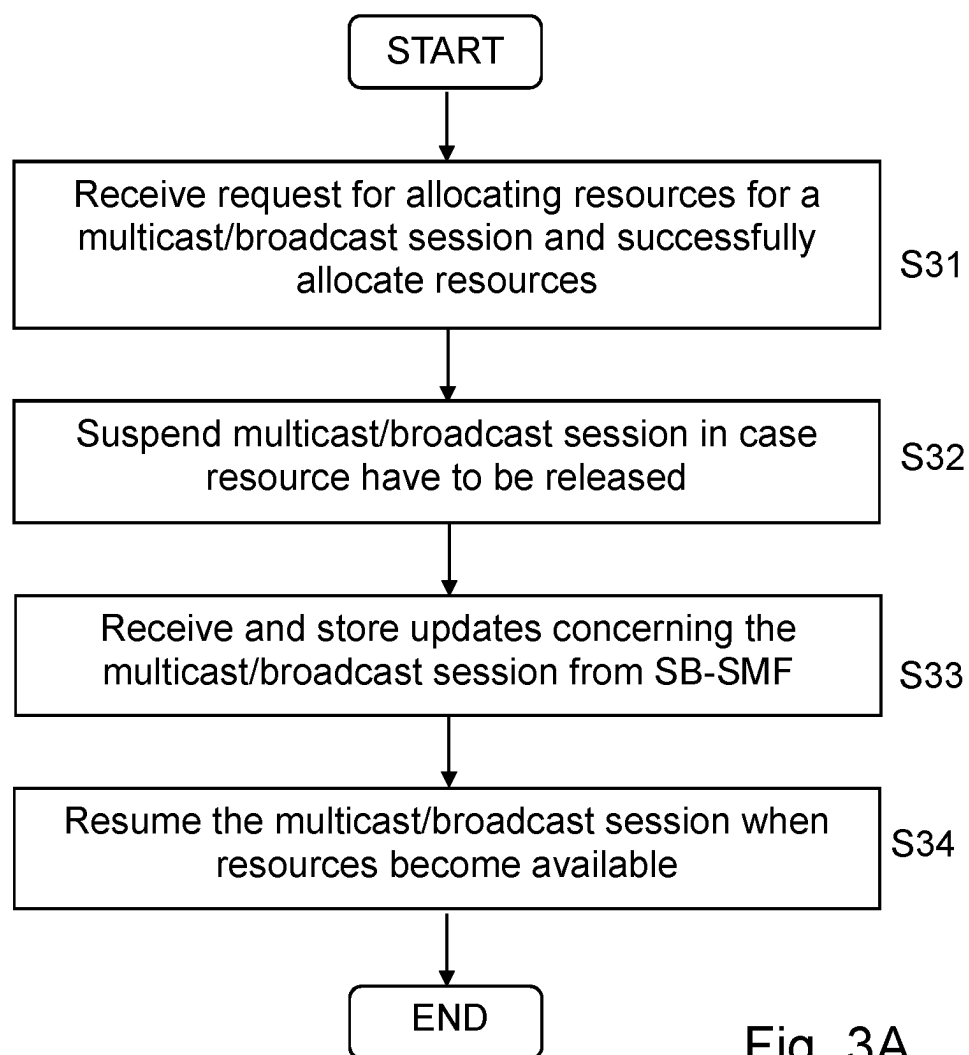 START
Receive request for allocating resources for a
multicast/broadcast session and successfully
allocate resources
S31
Suspend multicast/broadcast session in case
resource have to be released
S32
Receive and store updates concerning the
multicast/broadcast session from SB-SMF
S33
Resume the multicast/broadcast session when
resources become available
S34
END
Fig. 3A